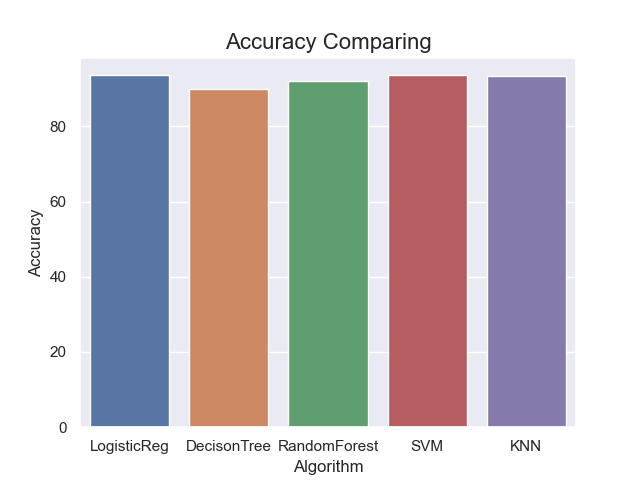 Accuracy Comparing
Accuracy
80
60
40
20
0
LogisticReg DecisonTree RandomForest SVM KNN
Algorithm